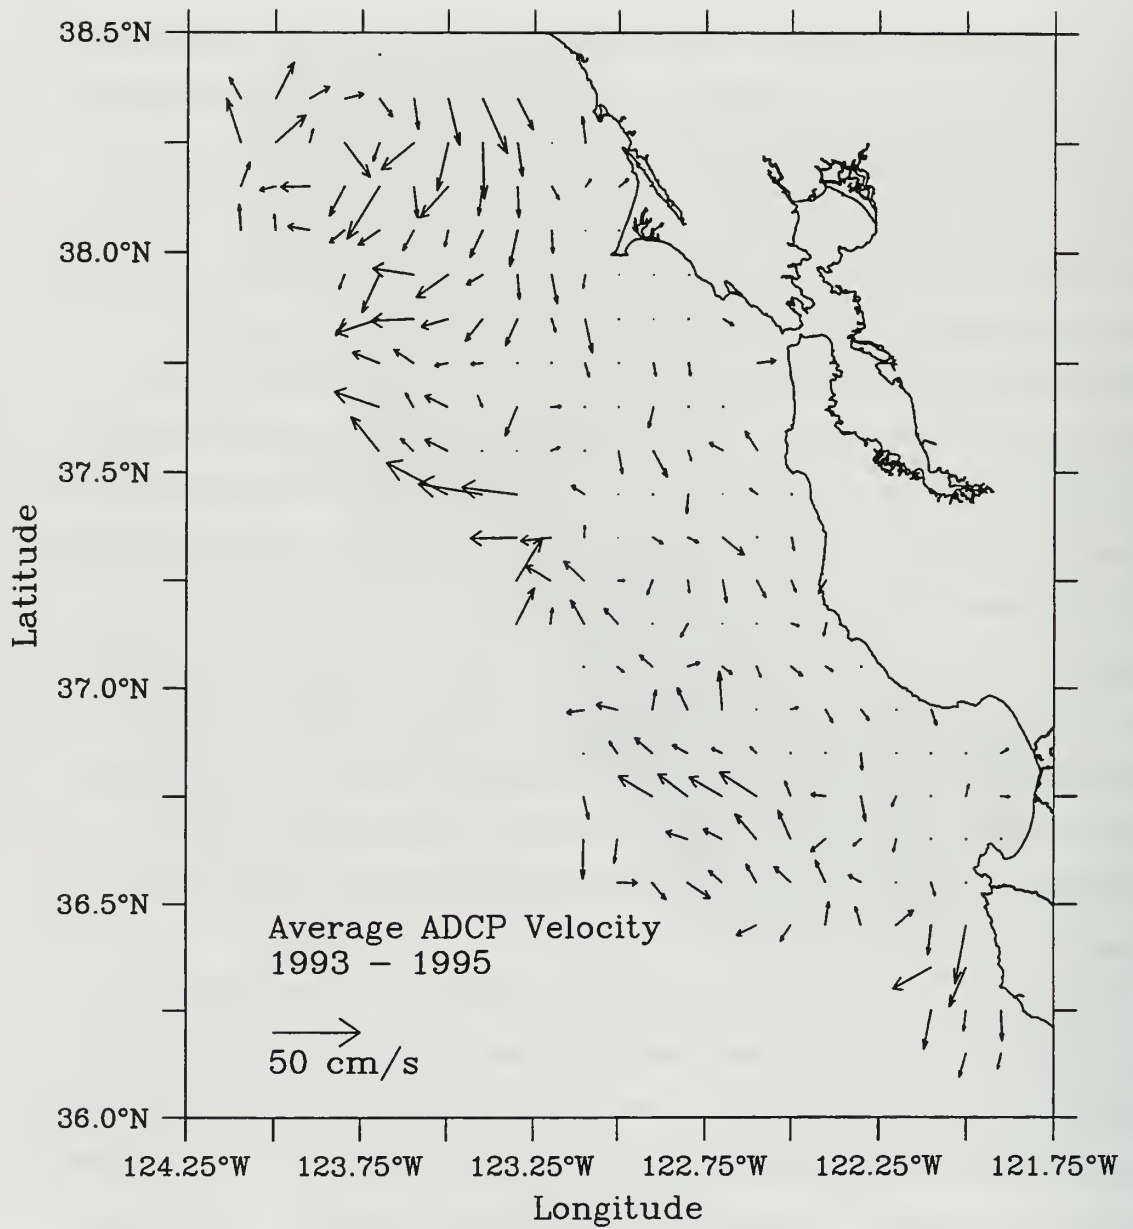 38.5°N
38.0°N
37.5°N
37.0°N
36.5°N
36.0°N
Latitude
Average ADCP Velocity
1993 – 1995
50 cm/s
124.25°W 123.75°W 123.25°W 122.75°W 122.25°W 121.75°W
Longitude